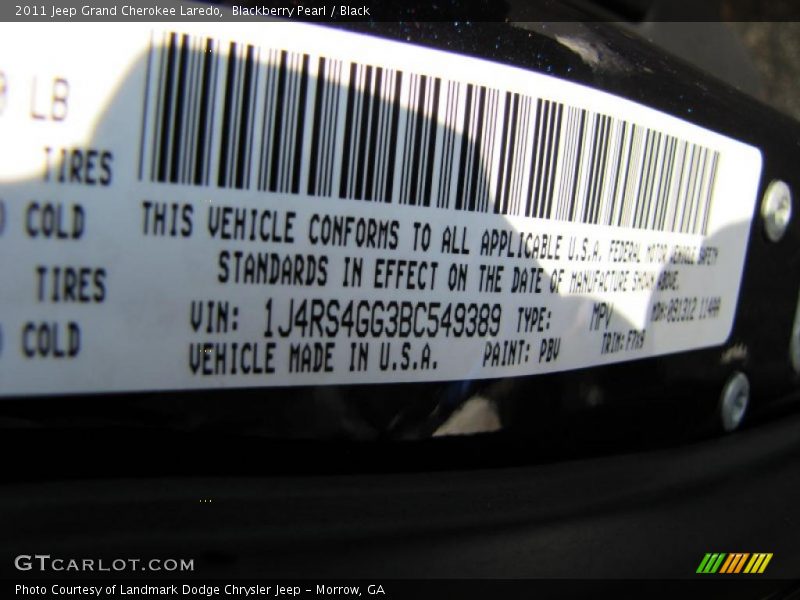 2011 Jeep Grand Cherokee Laredo, Blackberry Pearl / Black
LB
TIRES
COLD
TIRES
COLD
THIS VEHICLE CONFORMS TO ALL APPLICABLE U.S.A. FEDERAL MOTOR VEHICLE SAFETY
STANDARDS IN EFFECT ON THE DATE OF MANUFACTURE SHOWN ABOVE.
VIN: 1J4RS4GG3BC549389 TYPE: MPV
VEHICLE MADE IN U.S.A. PAINT: PBV
GTCARLOT.COM
Photo Courtesy of Landmark Dodge Chrysler Jeep - Morrow, GA